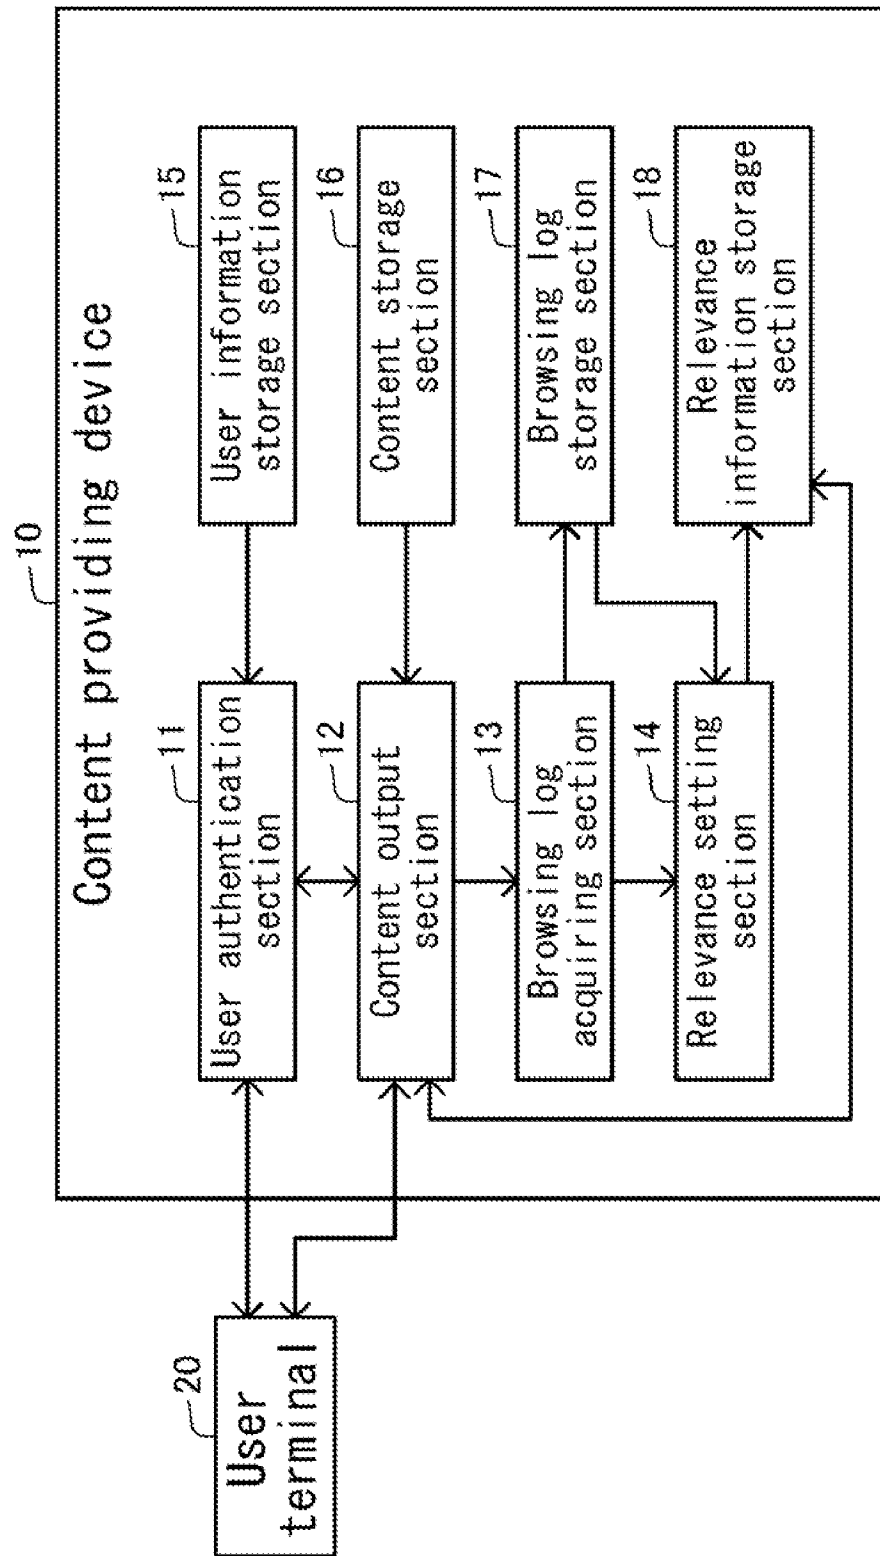 10
Content providing device
20
User
terminal
11
User authentication
section
15
User information
storage section
12
Content output
section
16
Content storage
section
13
Browsing log
acquiring section
17
Browsing log
storage section
14
Relevance setting
section
18
Relevance
information storage
section